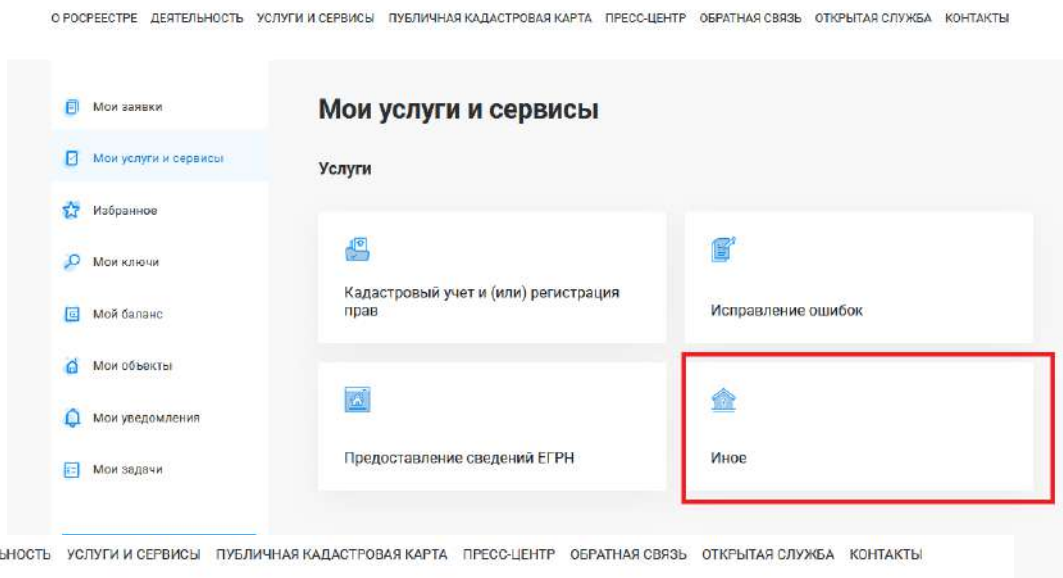 О РОСРЕЕСТРЕ ДЕЯТЕЛЬНОСТЬ УСЛУГИ И СЕРВИСЫ ПУБЛИЧНАЯ КАДАСТРОВАЯ КАРТА ПРЕСС-ЦЕНТР ОБРАТНАЯ СВЯЗЬ ОТКРЫТАЯ СЛУЖБА КОНТАКТЫ
Мои заявки
Мои услуги и сервисы
Избранное
Мои ключи
Мой баланс
Мои объекты
Мои уведомления
Мои задачи
Мои услуги и сервисы
Услуги
Кадастровый учет и (или) регистрация
прав
Исправление ошибок
Предоставление сведений ЕГРН
Иное
ЬНОСТЬ УСЛУГИ И СЕРВИСЫ ПУБЛИЧНАЯ КАДАСТРОВАЯ КАРТА ПРЕСС-ЦЕНТР ОБРАТНАЯ СВЯЗЬ ОТКРЫТАЯ СЛУЖБА КОНТАКТЫ